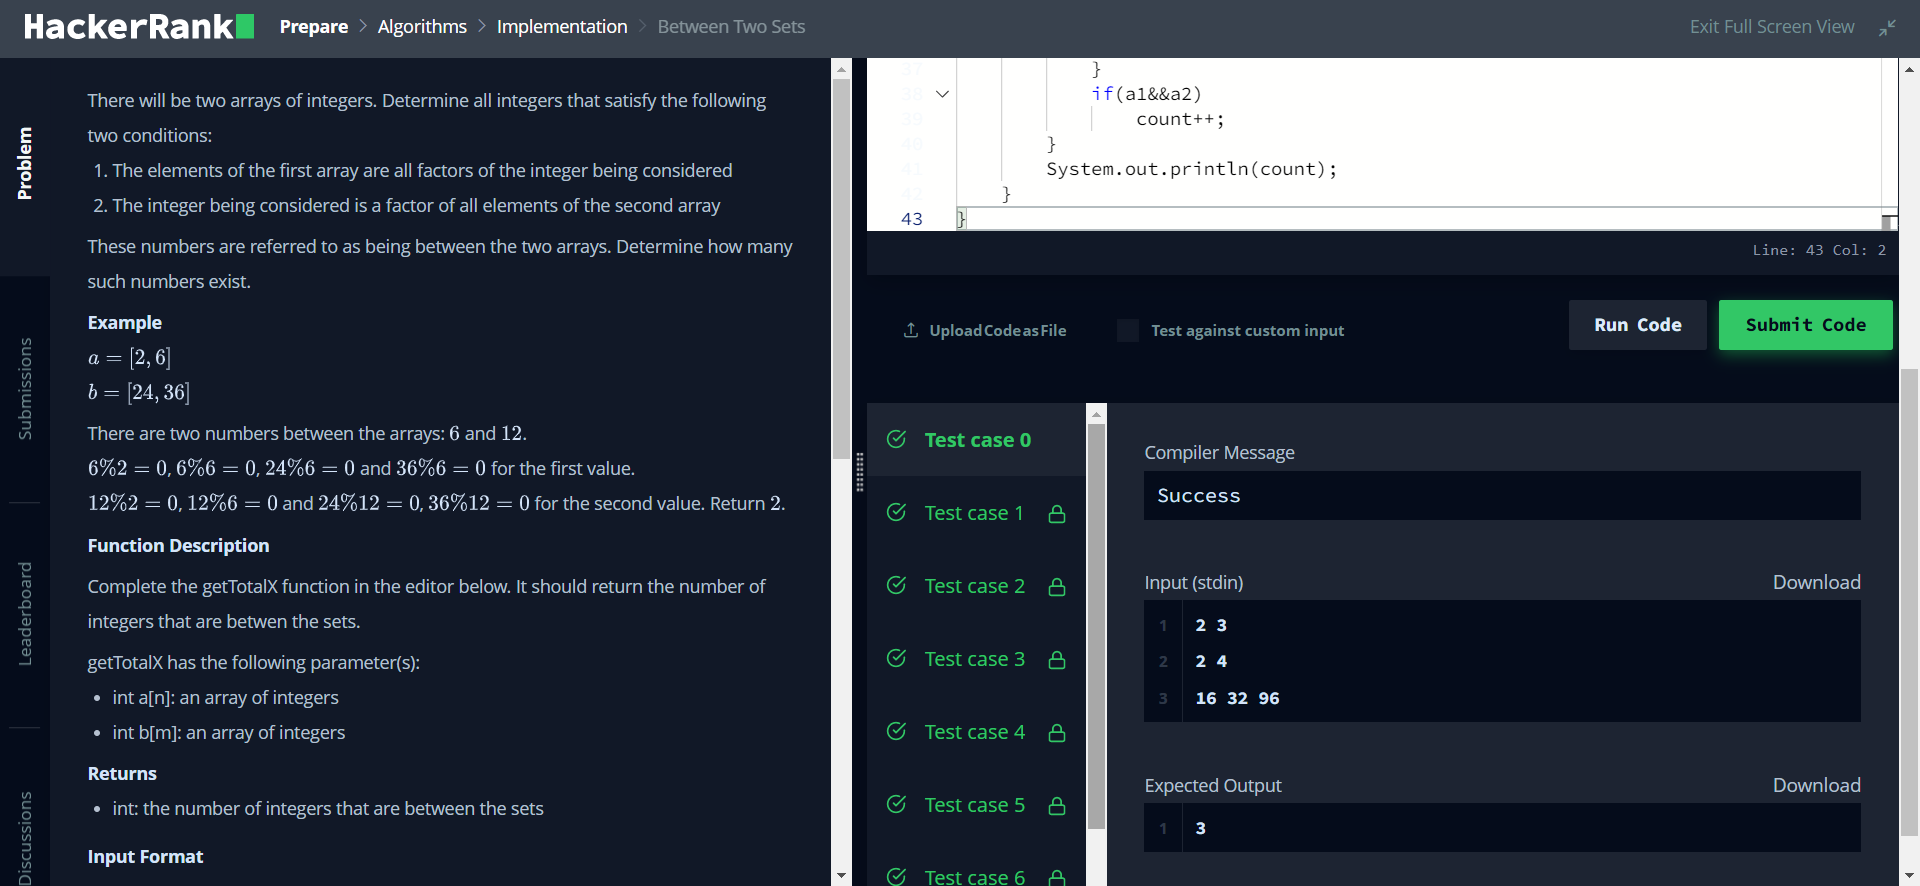 HackerRank
Prepare > Algorithms > Implementation > Between Two Sets
Exit Full Screen View
Problem
Submissions
Leaderboard
Discussions
There will be two arrays of integers. Determine all integers that satisfy the following
two conditions:
1. The elements of the first array are all factors of the integer being considered
2. The integer being considered is a factor of all elements of the second array
These numbers are referred to as being between the two arrays. Determine how many
such numbers exist.
Example
a = [2, 6]
b = [24, 36]
There are two numbers between the arrays: 6 and 12.
6%2 = 0, 6%6 = 0, 24%6 = 0 and 36%6 = 0 for the first value.
12%2 = 0, 12%6 = 0 and 24%12 = 0, 36%12 = 0 for the second value. Return 2.
Function Description
Complete the getTotalX function in the editor below. It should return the number of
integers that are betwen the sets.
getTotalX has the following parameter(s):
• int a[n]: an array of integers
• int b[m]: an array of integers
Returns
• int: the number of integers that are between the sets
Input Format
37 }
38 if(a1&&a2)
39 count++;
40 }
41 System.out.println(count);
42 }
43 }
Line: 43 Col: 2
Upload Code as File
Test against custom input
Run Code
Submit Code
Test case 0
Test case 1
Test case 2
Test case 3
Test case 4
Test case 5
Test case 6
Compiler Message
Success
Input (stdin)
Download
1 2 3
2 2 4
3 16 32 96
Expected Output
Download
1 3